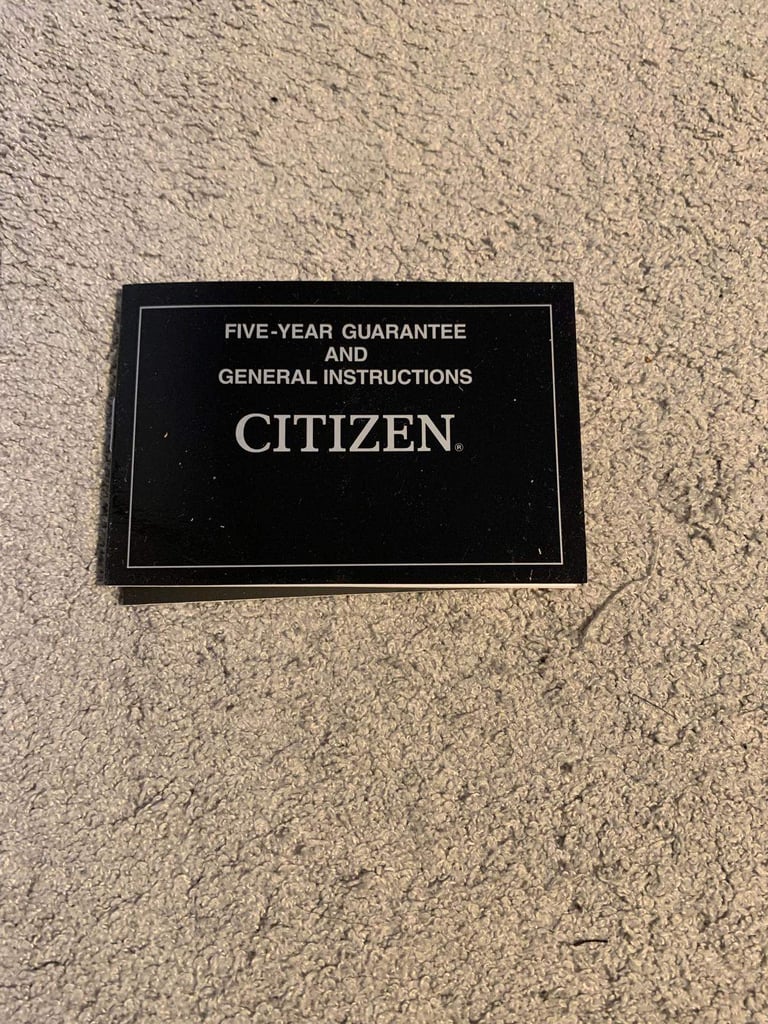 FIVE-YEAR GUARANTEE
AND
GENERAL INSTRUCTIONS
CITIZEN®